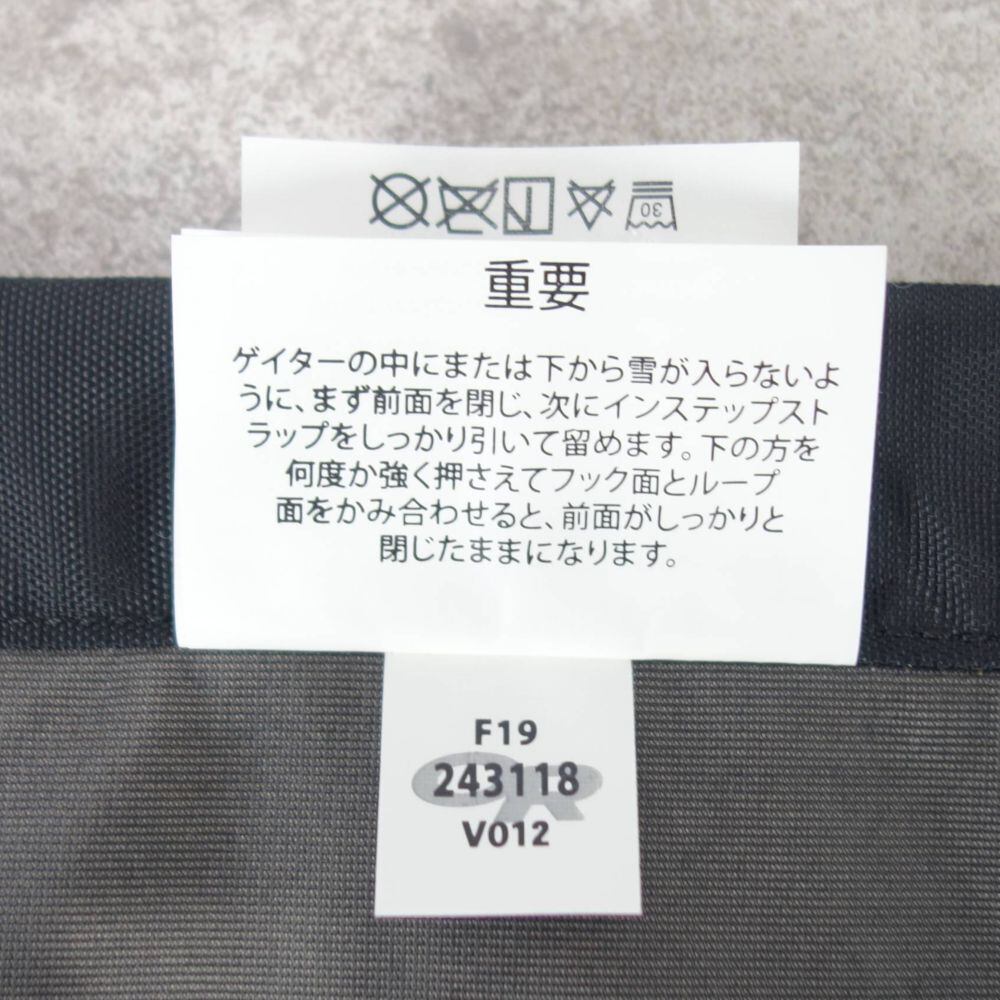 30
重要
ゲイターの中にまたは下から雪が入らないよ
うに、まず前面を閉じ、次にインステップスト
ラップをしっかり引いて留めます。下の方を
何度か強く押さえてフック面とループ
面をかみ合わせると、前面がしっかりと
閉じたままになります。
F19
243118
V012